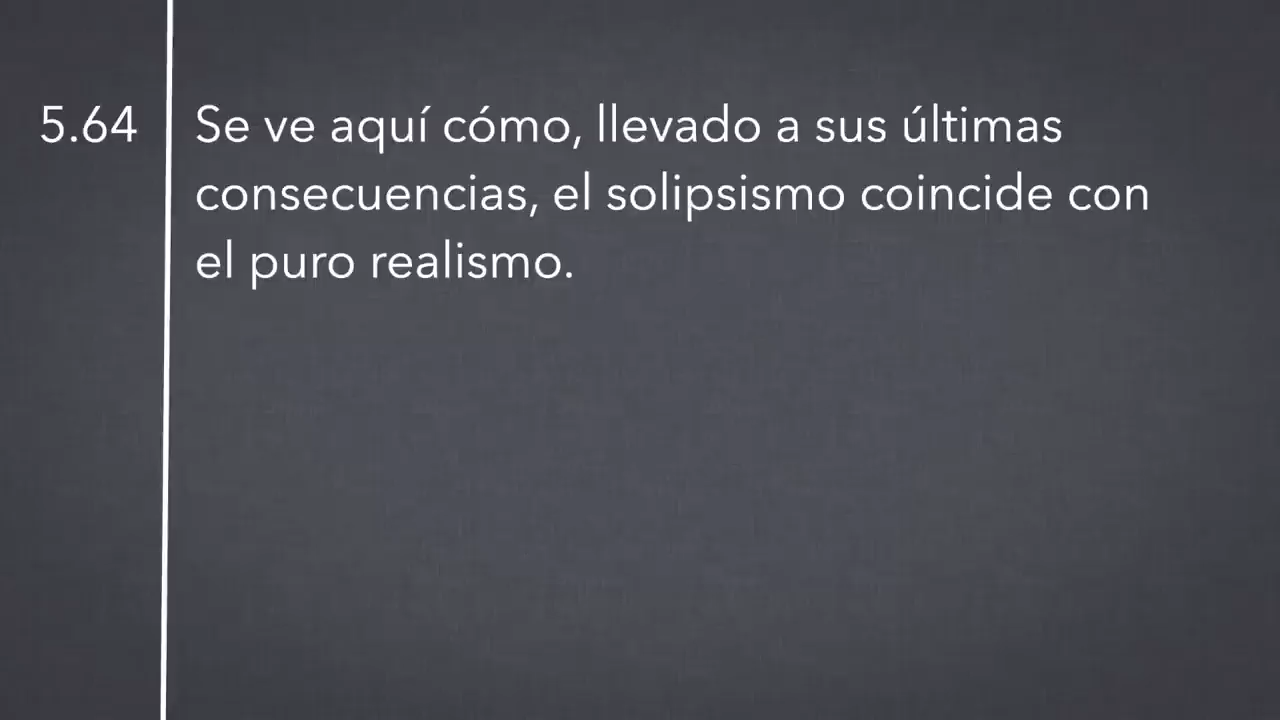 5.64 Se ve aquí cómo, llevado a sus últimas
consecuencias, el solipsismo coincide con
el puro realismo.